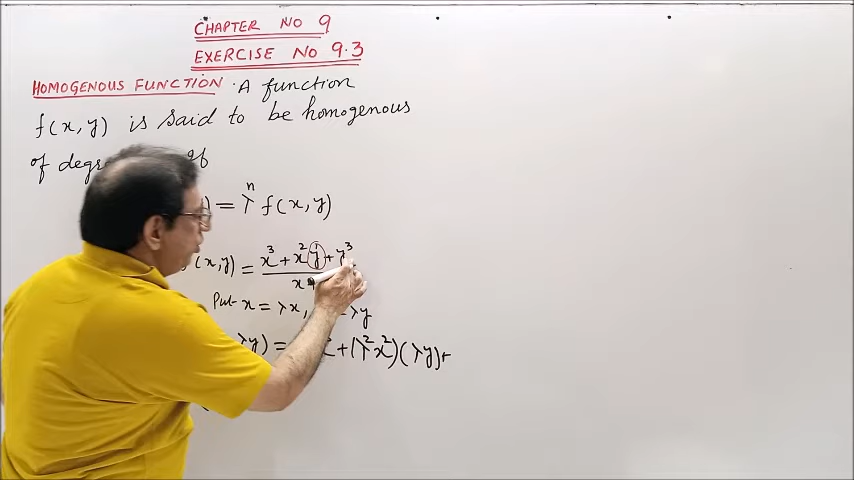 CHAPTER NO 9
EXERCISE NO 9.3
HOMOGENOUS FUNCTION . A function
f(x,y) is said to be homogenous
of
) = λⁿ f(x,y)
(x,y) = x³ + x²y + y³
x
Put x = λx, λy
λy) = + (λ²x²)(λy)+